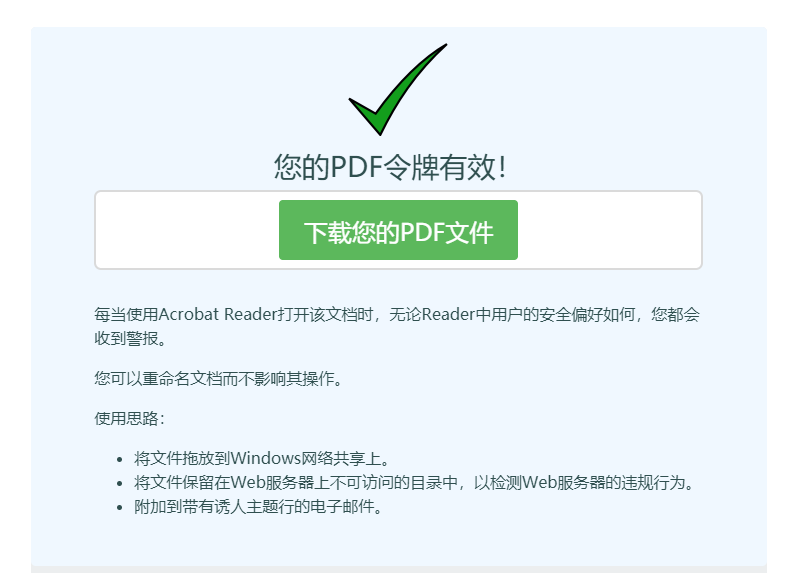 您的PDF令牌有效！
下载您的PDF文件
每当使用Acrobat Reader打开该文档时，无论Reader中用户的安全偏好如何，您都会
收到警报。
您可以重命名文档而不影响其操作。
使用思路：
• 将文件拖放到Windows网络共享上。
• 将文件保留在Web服务器上不可访问的目录中，以检测Web服务器的违规行为。
• 附加到带有诱人主题行的电子邮件。